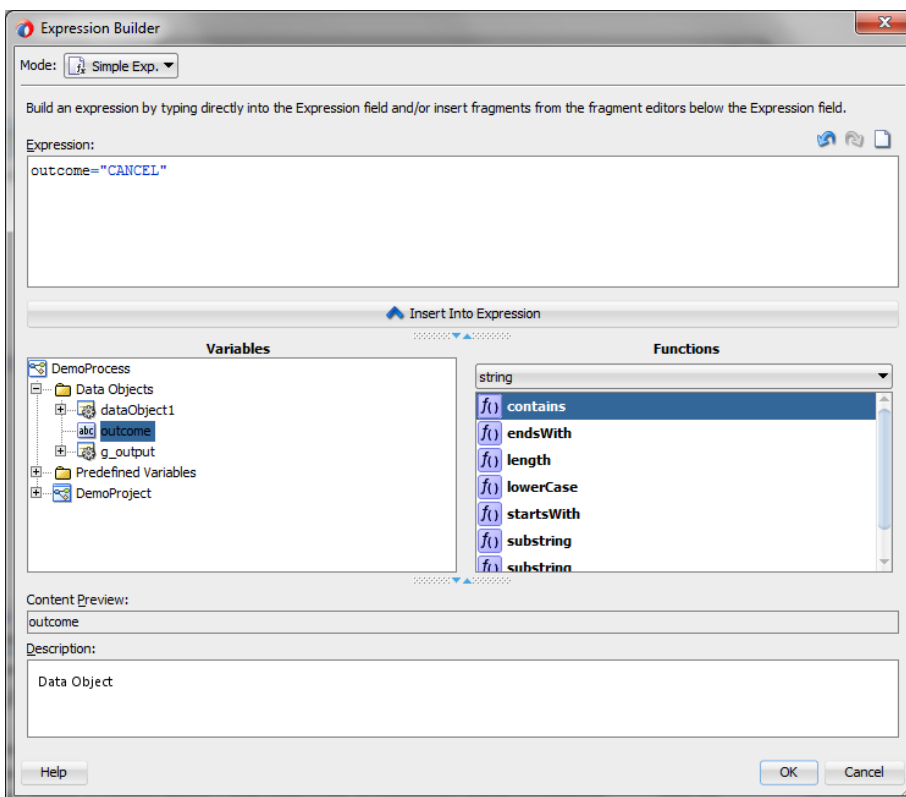 Expression Builder
Mode: Simple Exp.
Build an expression by typing directly into the Expression field and/or insert fragments from the fragment editors below the Expression field.
Expression:
outcome="CANCEL"
Insert Into Expression
Variables
DemoProcess
Data Objects
dataObject1
abc outcome
g_output
Predefined Variables
DemoProject
Functions
string
f() contains
f() endsWith
f() length
f() lowerCase
f() startsWith
f() substring
f() substring
Content Preview:
outcome
Description:
Data Object
Help OK Cancel